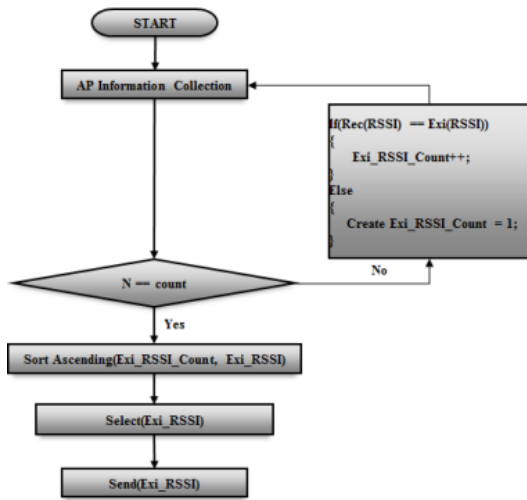 START
AP Information Collection
If(Rec(RSSI) == Exi(RSSI))
{
Exi_RSSI_Count++;
}
Else
{
Create Exi_RSSI_Count = 1;
}
N == count
No
Yes
Sort Ascending(Exi_RSSI_Count, Exi_RSSI)
Select(Exi_RSSI)
Send(Exi_RSSI)